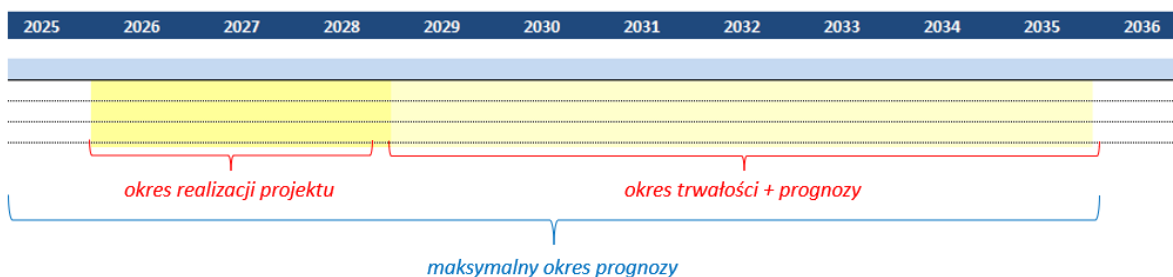 2025 2026 2027 2028 2029 2030 2031 2032 2033 2034 2035 2036
okres realizacji projektu okres trwałości + prognozy
maksymalny okres prognozy